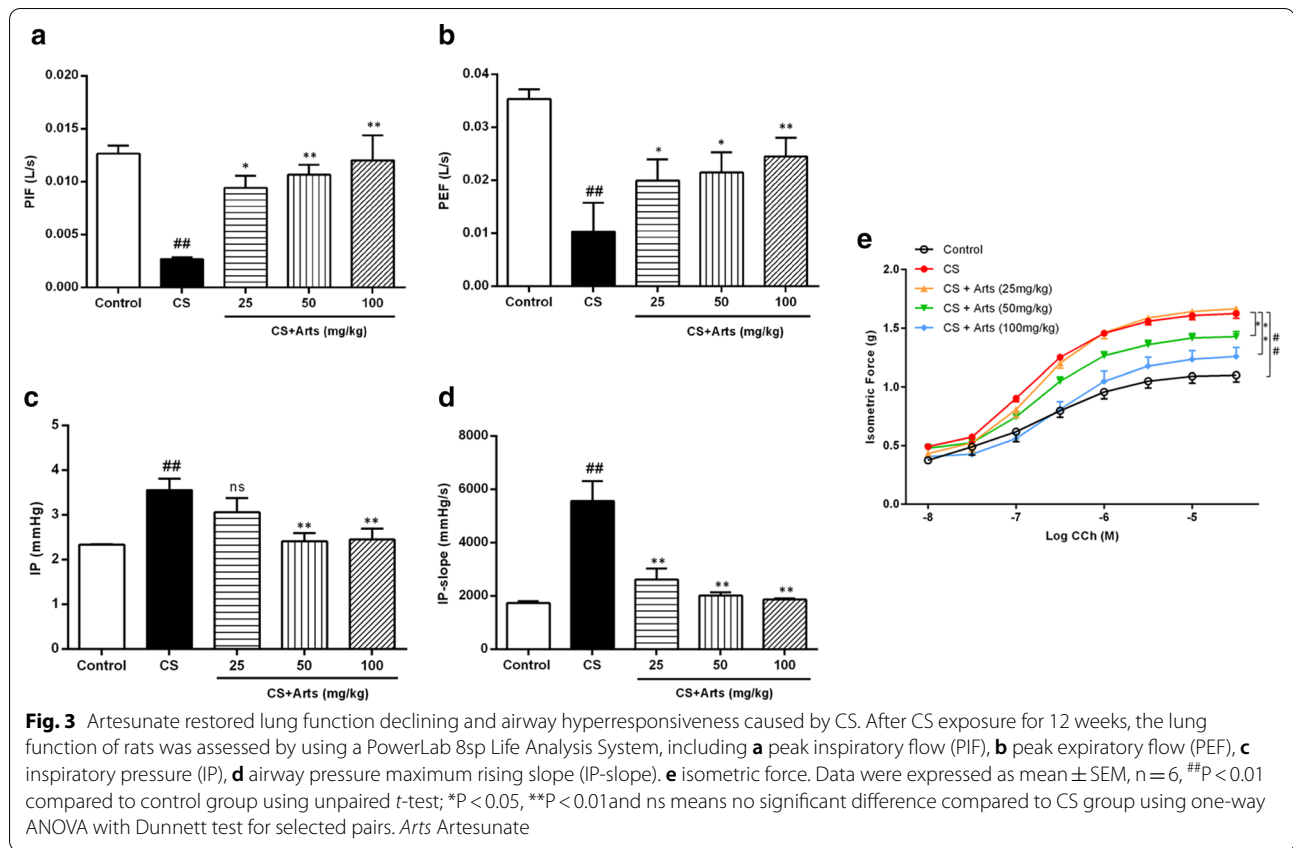 a
PIF (L/s)
0.020
0.015
0.010
0.005
0.000
##
*
**
**
Control
CS
25
50
100
CS+Arts (mg/kg)
b
PEF (L/s)
0.04
0.03
0.02
0.01
0.00
##
*
*
**
Control
CS
25
50
100
CS+Arts (mg/kg)
c
IP (mmHg)
5
4
3
2
1
0
##
ns
**
**
Control
CS
25
50
100
CS+Arts (mg/kg)
d
IP-slope (mmHg/s)
8000
6000
4000
2000
0
##
**
**
**
Control
CS
25
50
100
CS+Arts (mg/kg)
e
Control
CS
CS + Arts (25mg/kg)
CS + Arts (50mg/kg)
CS + Arts (100mg/kg)
Isometric Force (g)
2.0
1.5
1.0
0.5
0.0
*
**
##
-8
-7
-6
-5
Log CCh (M)
Fig. 3 Artesunate restored lung function declining and airway hyperresponsiveness caused by CS. After CS exposure for 12 weeks, the lung
function of rats was assessed by using a PowerLab 8sp Life Analysis System, including a peak inspiratory flow (PIF), b peak expiratory flow (PEF), c
inspiratory pressure (IP), d airway pressure maximum rising slope (IP-slope). e isometric force. Data were expressed as mean ± SEM, n = 6, ##P < 0.01
compared to control group using unpaired t-test; *P < 0.05, **P < 0.01and ns means no significant difference compared to CS group using one-way
ANOVA with Dunnett test for selected pairs. Arts Artesunate